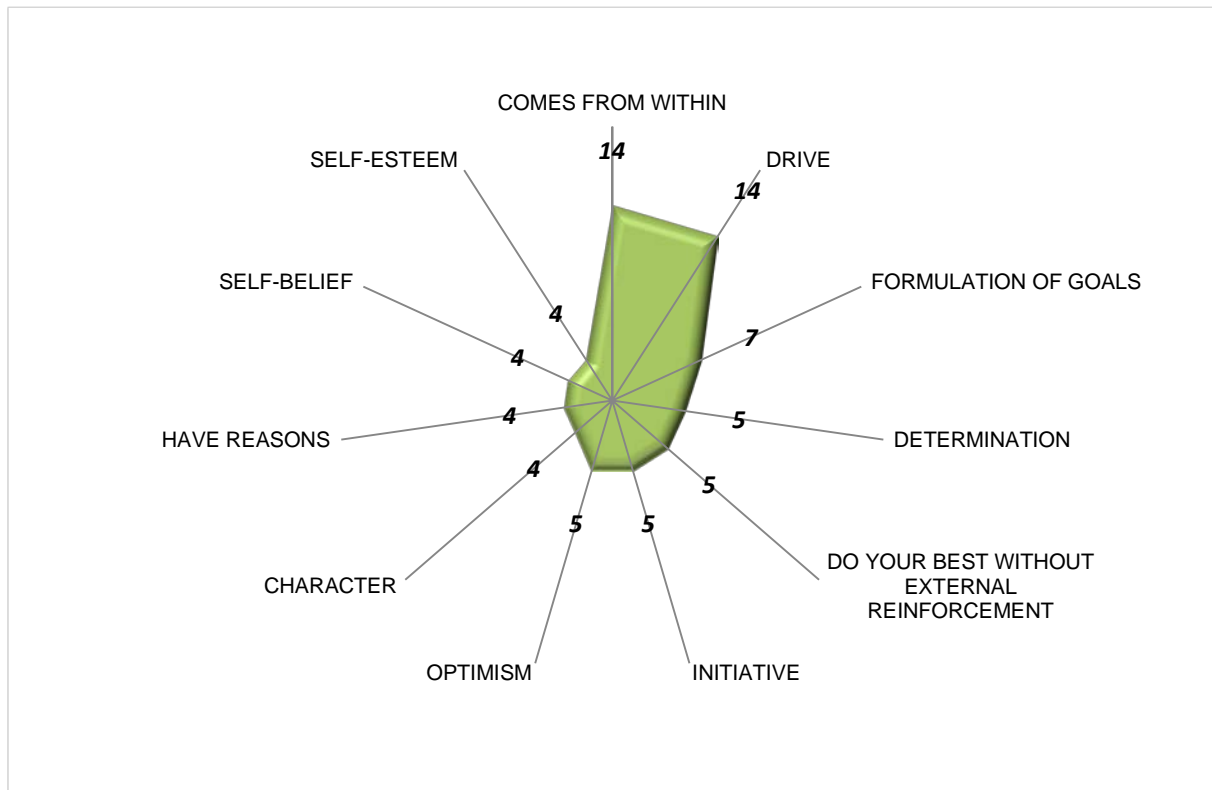 COMES FROM WITHIN
14
DRIVE
14
FORMULATION OF GOALS
7
DETERMINATION
5
DO YOUR BEST WITHOUT
EXTERNAL
REINFORCEMENT
5
INITIATIVE
5
OPTIMISM
5
CHARACTER
4
HAVE REASONS
4
SELF-BELIEF
4
SELF-ESTEEM
4